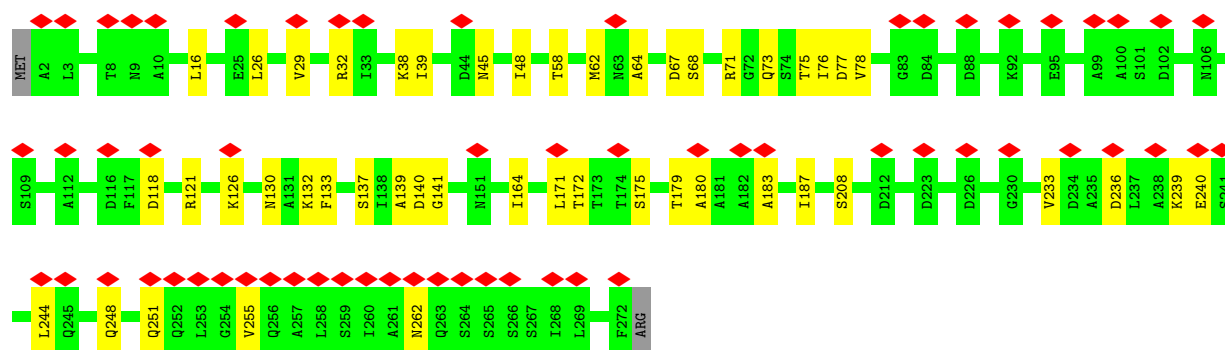 MET A2 L3 T8 N9 A10 L16 E25 L26 V29 R32 I33 K38 I39 D44 N45 I48 T58 M62 N63 A64 D67 S68 R71 G72 Q73 S74 T75 I76 D77 V78 G83 D84 D88 K92 E95 A99 A100 S101 D102 N106
S109 A112 D116 F117 D118 R121 K126 N130 A131 K132 F133 S137 I138 A139 D140 G141 N151 I164 L171 T172 T173 T174 S175 T179 A180 A181 A182 A183 I187 S208 D212 D223 D226 G230 V233 D234 A235 D236 L237 A238 K239 E240 S241
L244 Q245 Q248 Q251 Q252 L253 G254 V255 Q256 A257 L258 S259 I260 A261 N262 Q263 S264 S265 S266 S267 I268 L269 F272 ARG